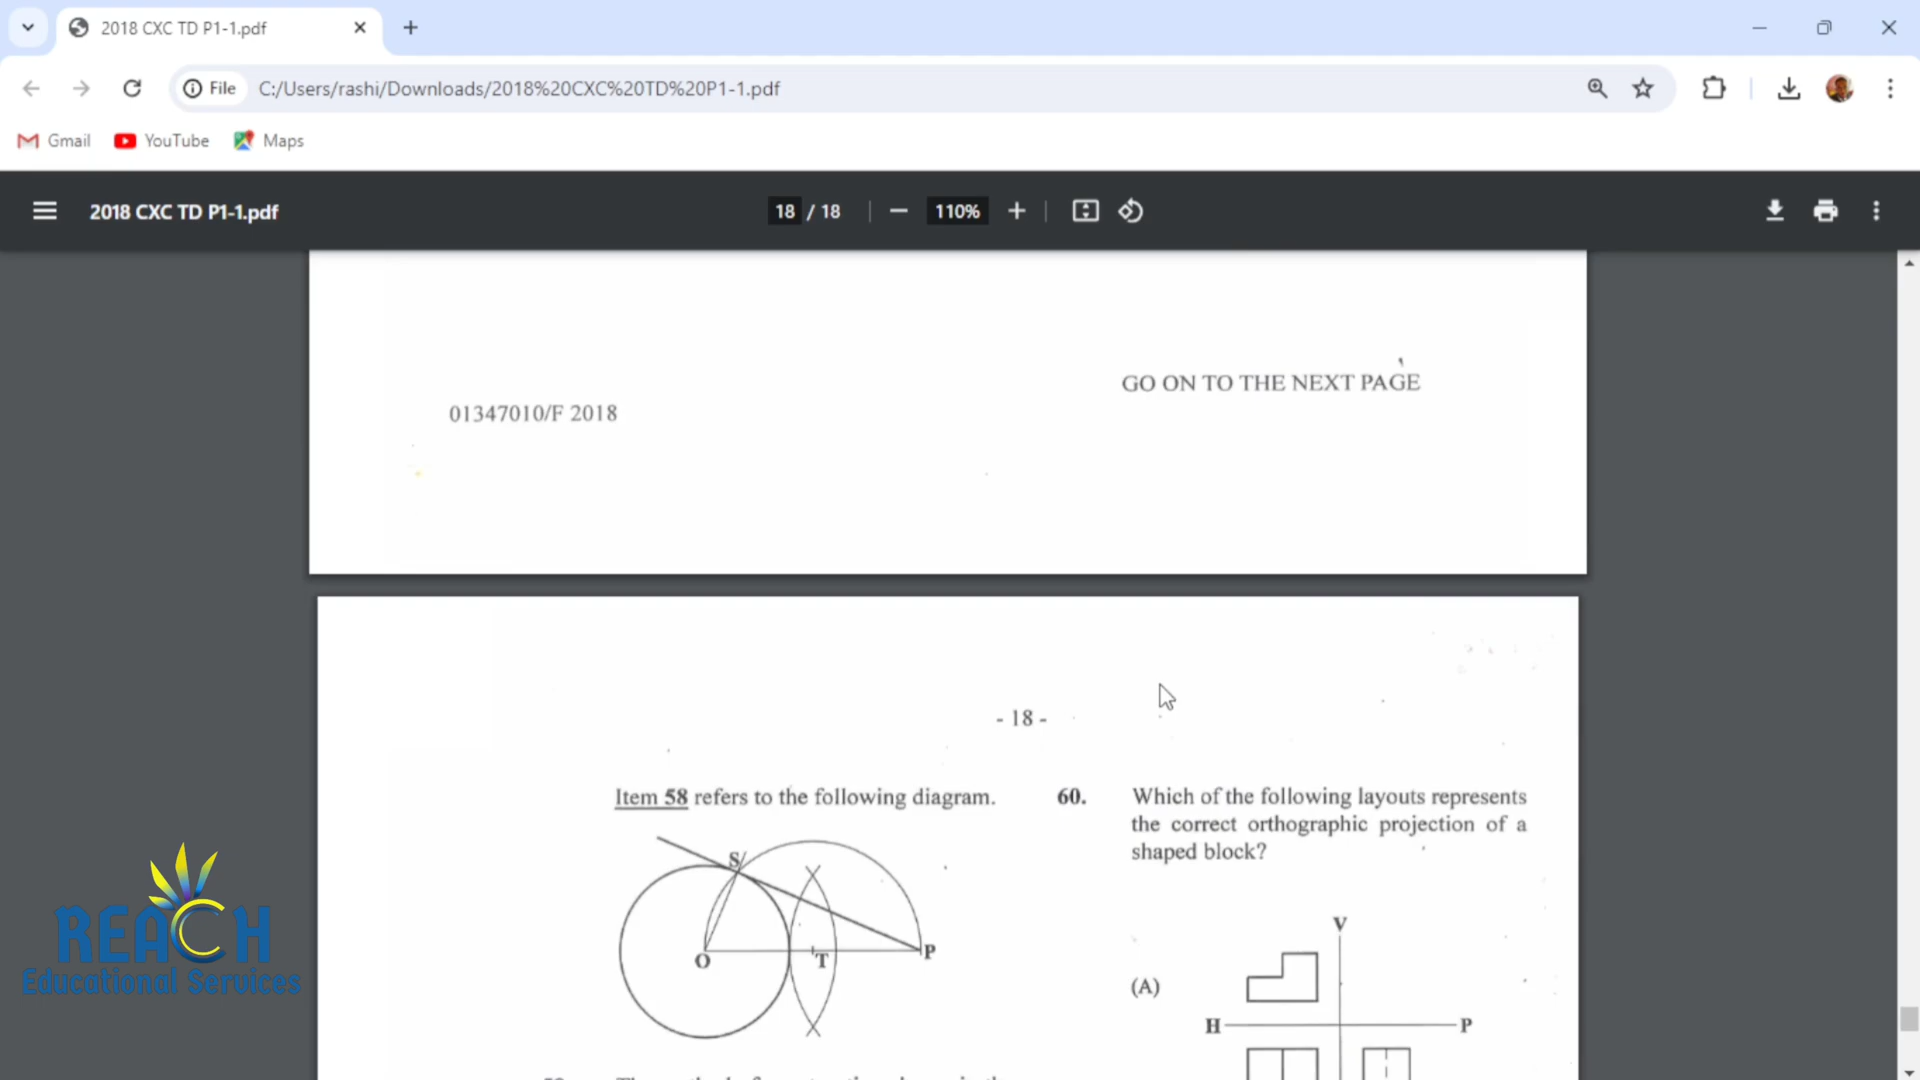 2018 CXC TD P1-1.pdf
File
C:/Users/rashi/Downloads/2018%20CXC%20TD%20P1-1.pdf
Gmail
YouTube
Maps
2018 CXC TD P1-1.pdf
18 / 18
110%
GO ON TO THE NEXT PAGE
01347010/F 2018
- 18 -
Item 58 refers to the following diagram.
S
O
T
P
60. Which of the following layouts represents
the correct orthographic projection of a
shaped block?
V
(A)
H
P
REACH
Educational Services